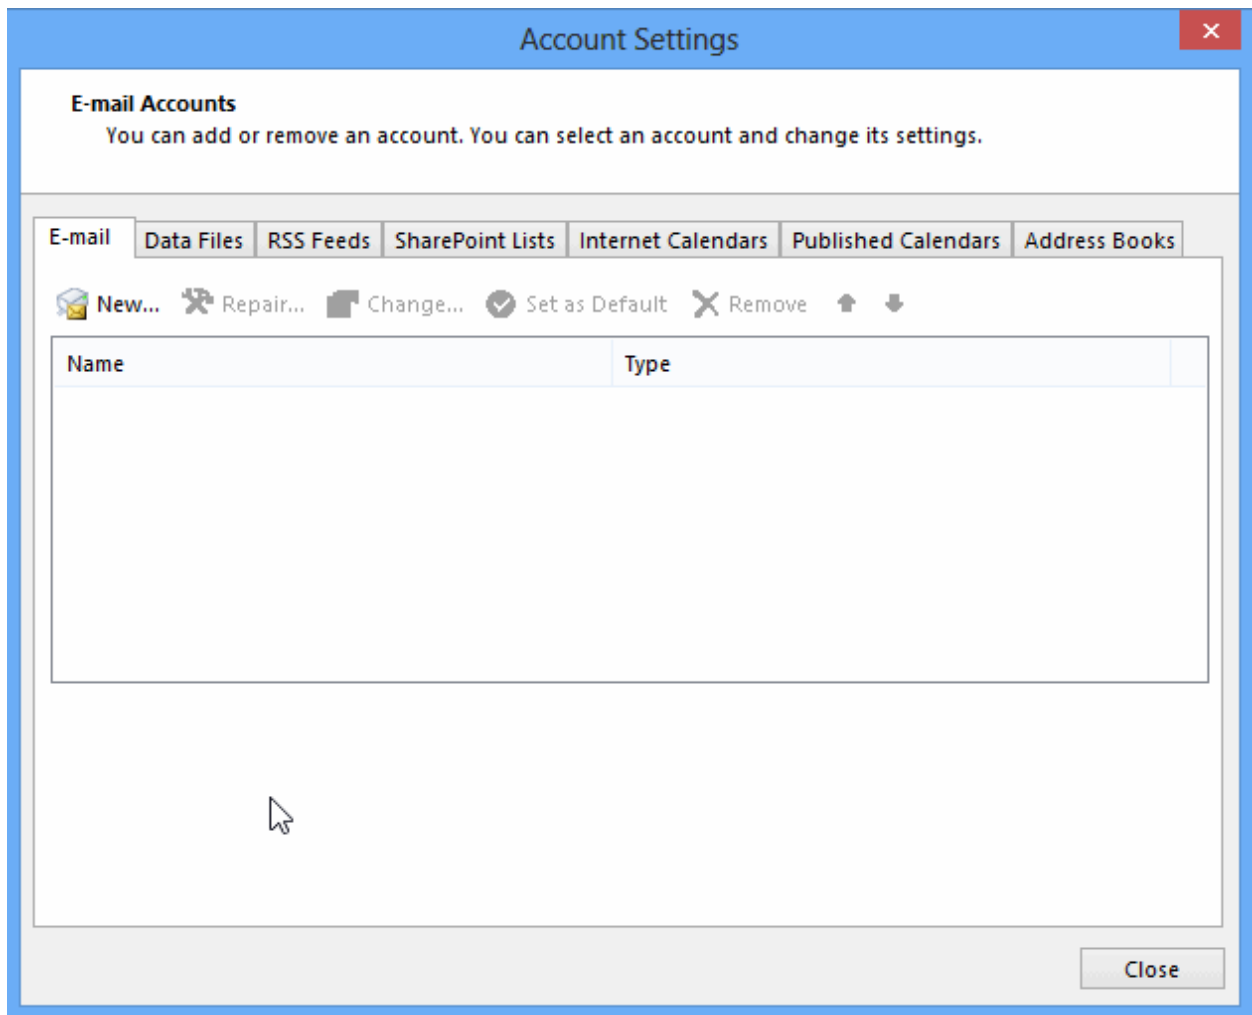 Account Settings
E-mail Accounts
You can add or remove an account. You can select an account and change its settings.
E-mail Data Files RSS Feeds SharePoint Lists Internet Calendars Published Calendars Address Books
New... Repair... Change... Set as Default Remove
Name Type
Close